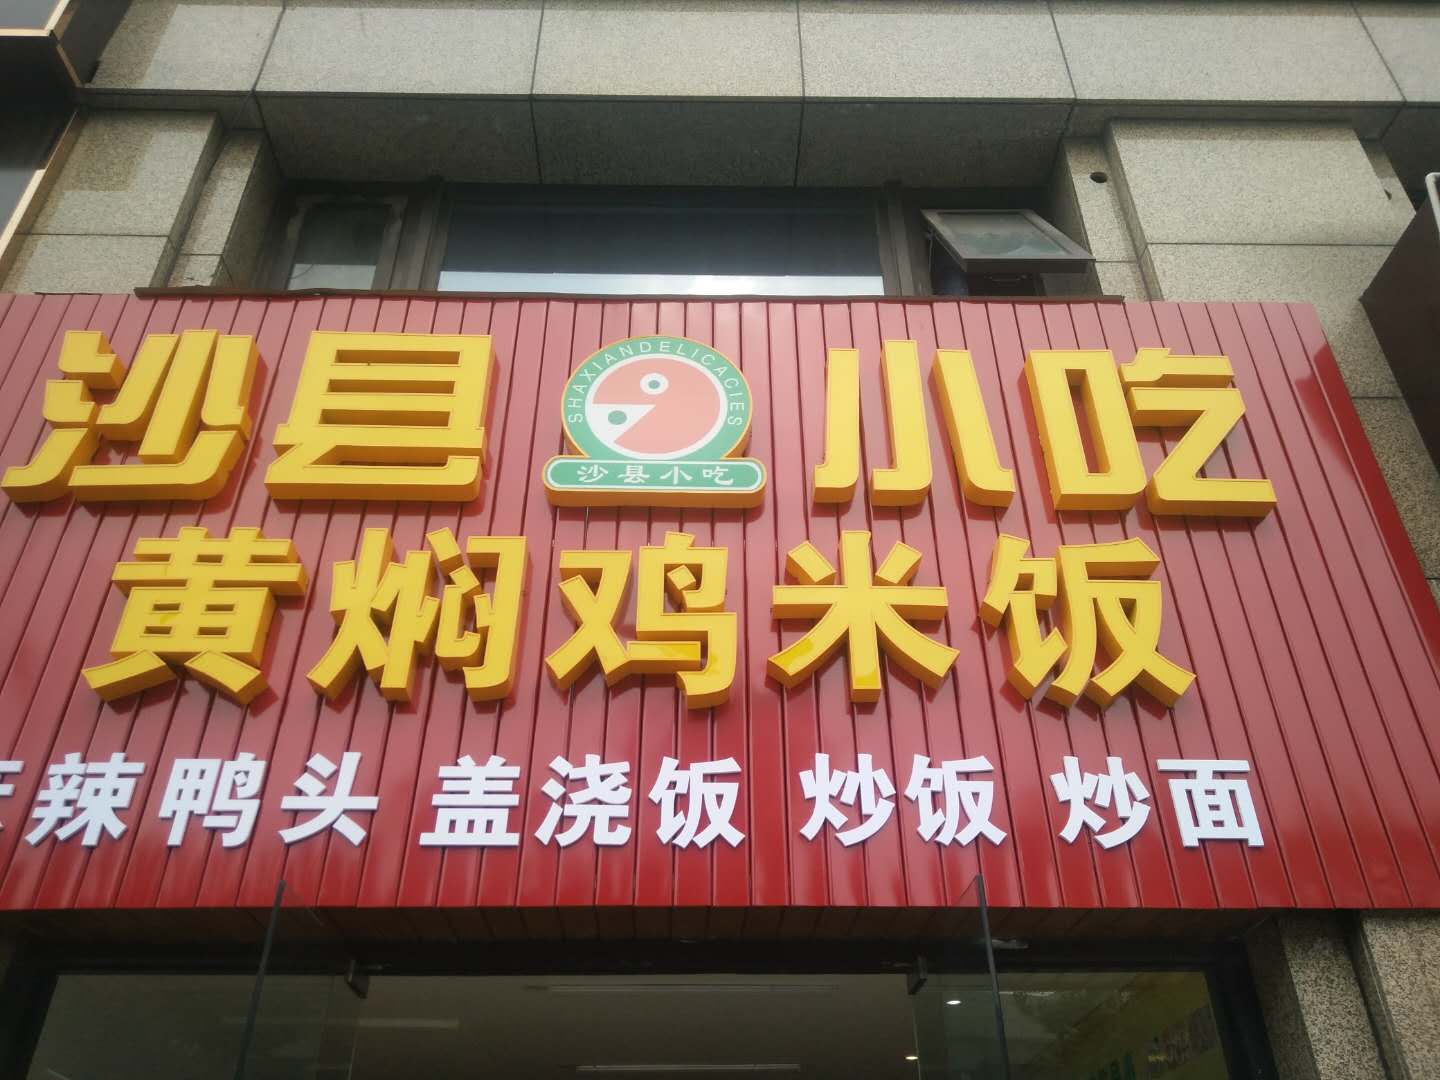 沙县 小吃
SHAXIANDELICACIES
沙县小吃
黄焖鸡米饭
麻辣鸭头 盖浇饭 炒饭 炒面